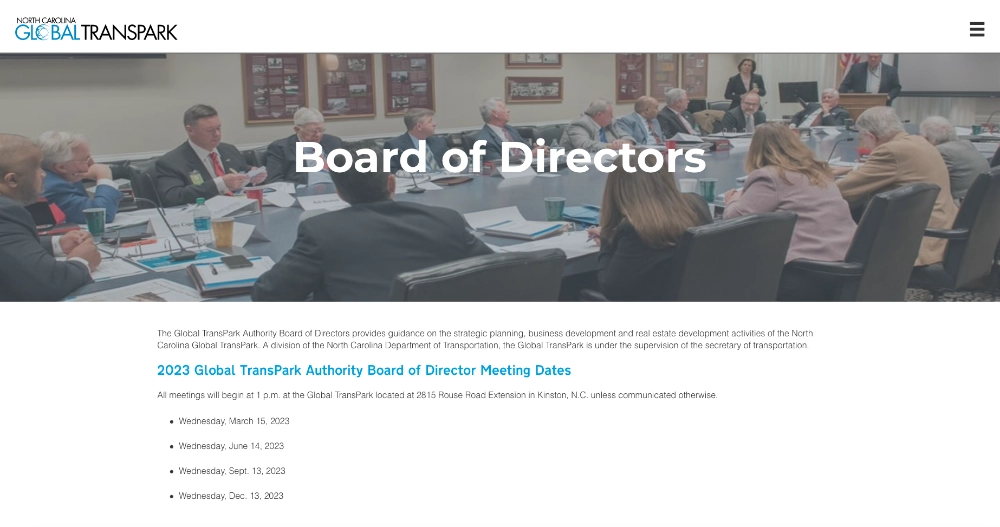 NORTH CAROLINA
GLOBALTRANSPARK
Board of Directors
The Global TransPark Authority Board of Directors provides guidance on the strategic planning, business development and real estate development activities of the North
Carolina Global TransPark. A division of the North Carolina Department of Transportation, the Global TransPark is under the supervision of the secretary of transportation.
2023 Global TransPark Authority Board of Director Meeting Dates
All meetings will begin at 1 p.m. at the Global TransPark located at 2815 Rouse Road Extension in Kinston, N.C. unless communicated otherwise.
• Wednesday, March 15, 2023
• Wednesday, June 14, 2023
• Wednesday, Sept. 13, 2023
• Wednesday, Dec. 13, 2023